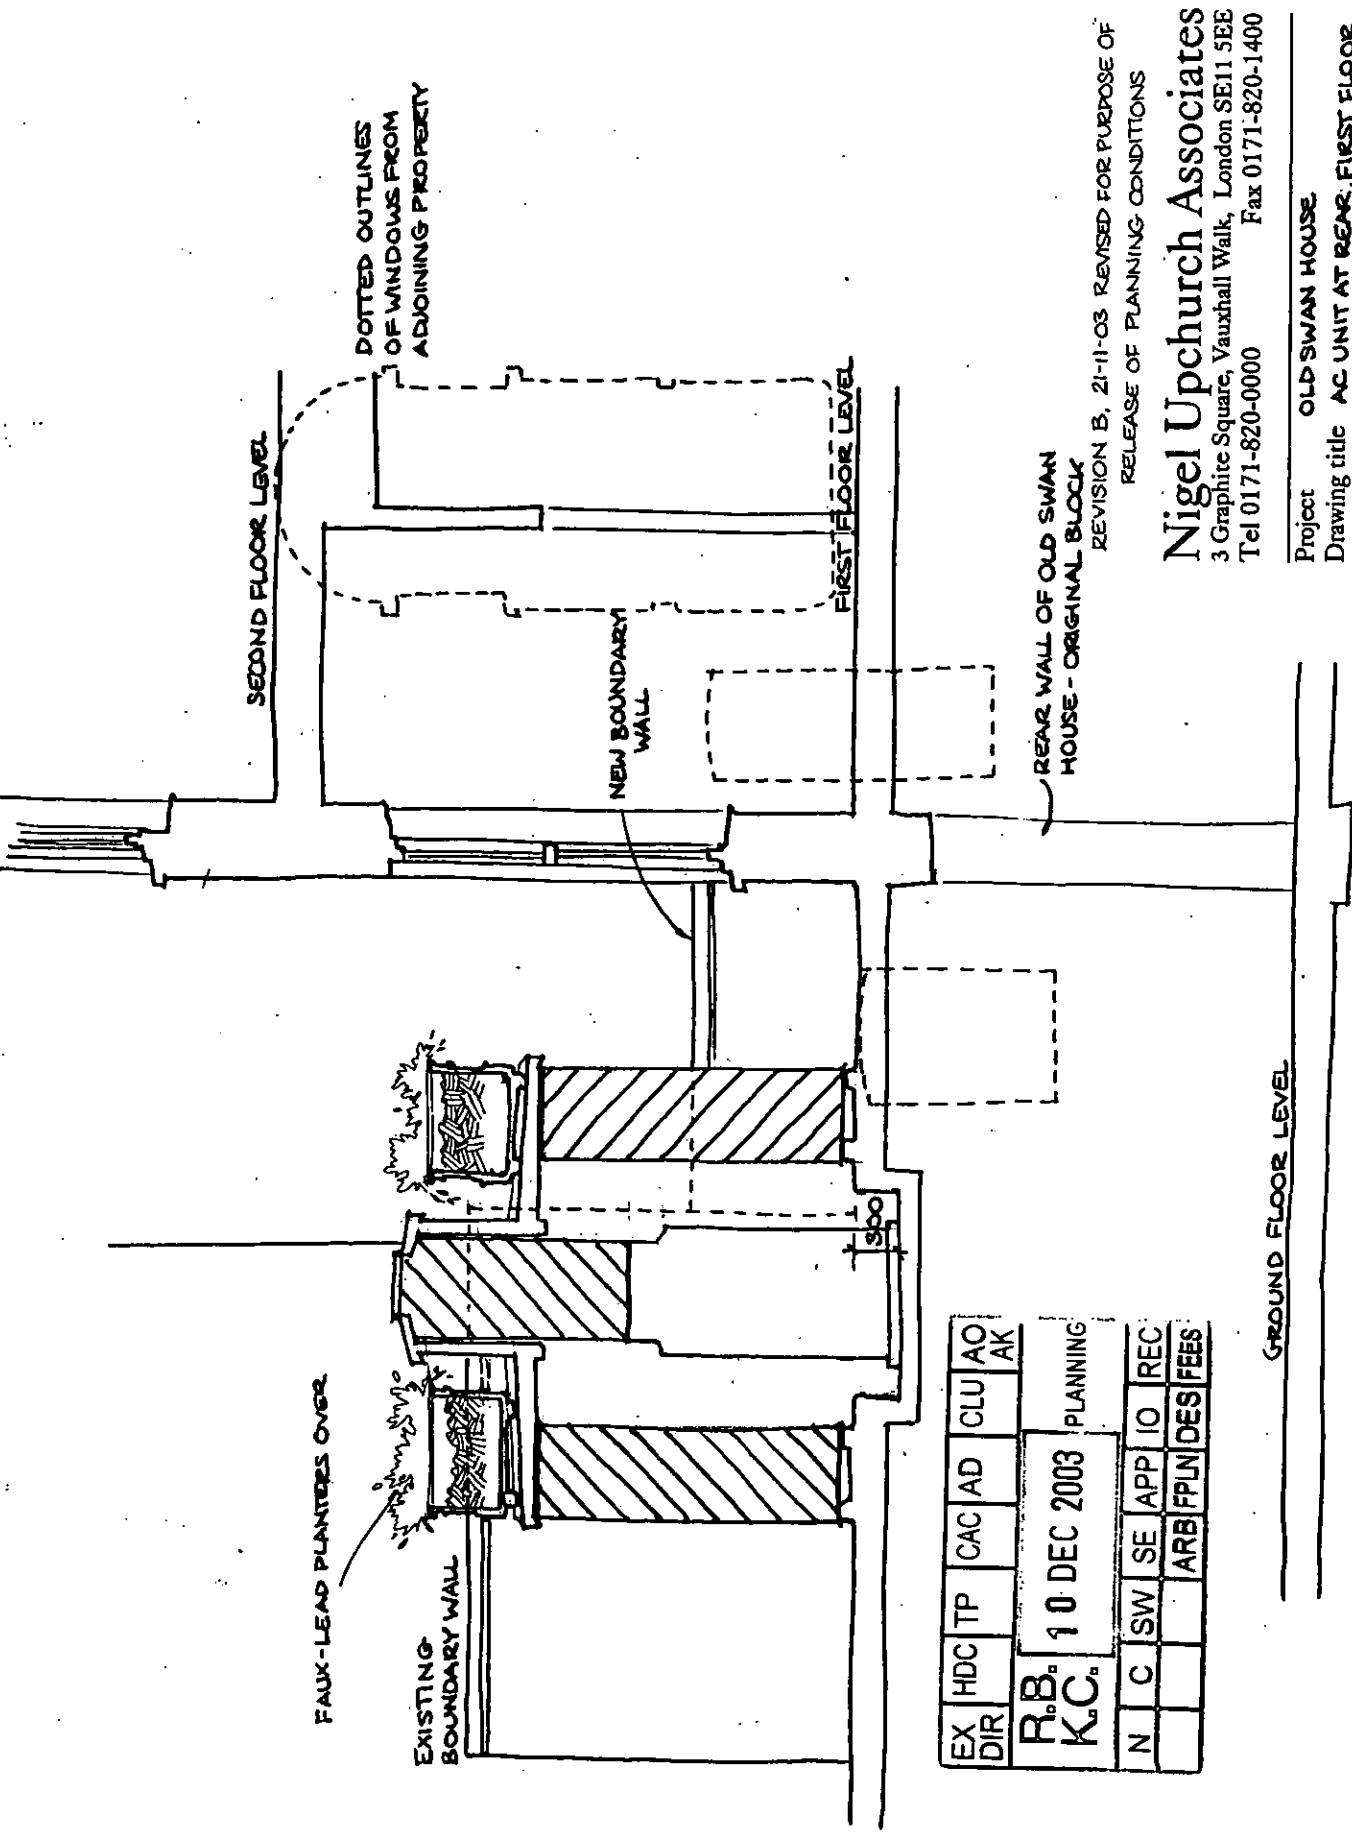 FAUX-LEAD PLANTERS OVER
EXISTING
BOUNDARY WALL
SECOND FLOOR LEVEL
DOTTED OUTLINES
OF WINDOWS FROM
ADJOINING PROPERTY
NEW BOUNDARY
WALL
FIRST FLOOR LEVEL
300
REAR WALL OF OLD SWAN
HOUSE - ORIGINAL BLOCK
GROUND FLOOR LEVEL
EX DIR HDC TP CAC AD CLU AO AK
R.B. K.C. 10 DEC 2003 PLANNING
N C SW SE APP IO REC
ARB FPLN DES FEES
REVISION B, 21-11-03 REVISED FOR PURPOSE OF
RELEASE OF PLANNING CONDITIONS
Nigel Upchurch Associates
3 Graphite Square, Vauxhall Walk, London SE11 5EE
Tel 0171-820-0000 Fax 0171-820-1400
Project OLD SWAN HOUSE
Drawing title AC UNIT AT REAR, FIRST FLOOR